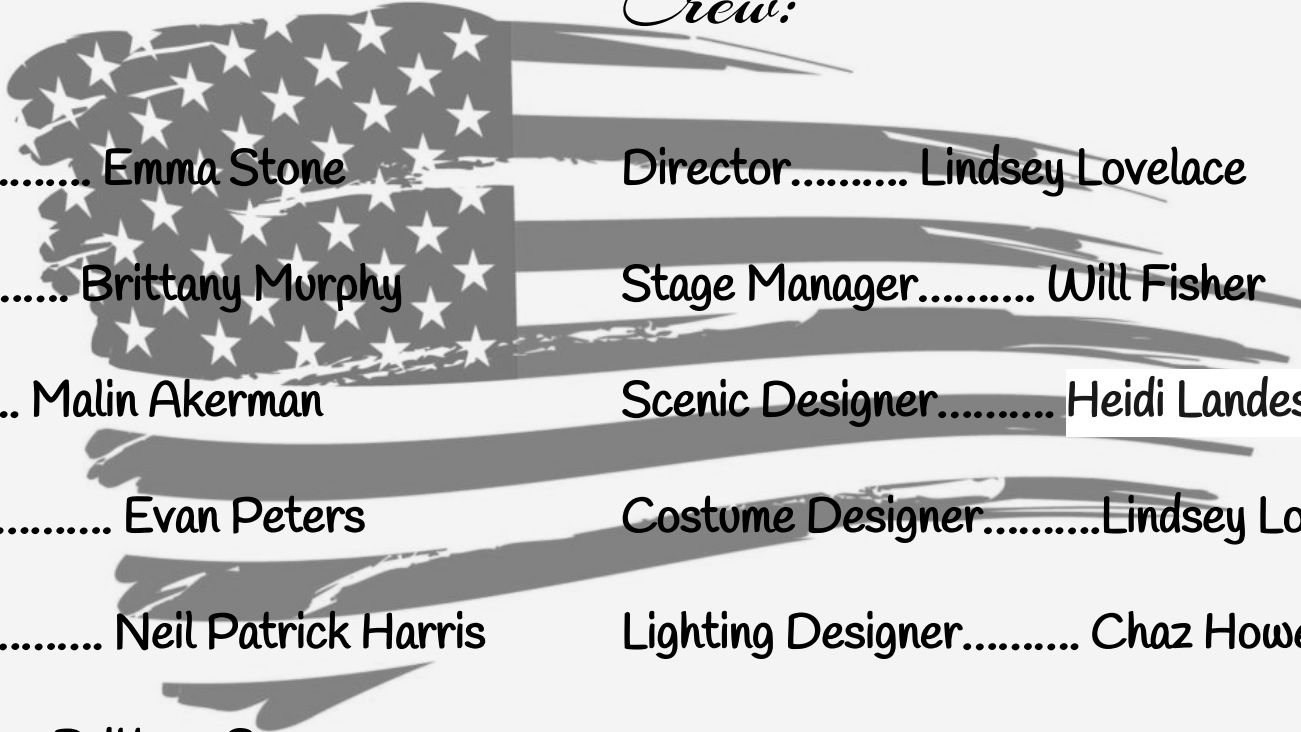 Crew:
.......... Emma Stone
Director.......... Lindsey Lovelace
....... Brittany Murphy
Stage Manager.......... Will Fisher
.. Malin Akerman
Scenic Designer.......... Heidi Landes
........... Evan Peters
Costume Designer..........Lindsey Lo
.......... Neil Patrick Harris
Lighting Designer.......... Chaz Howe